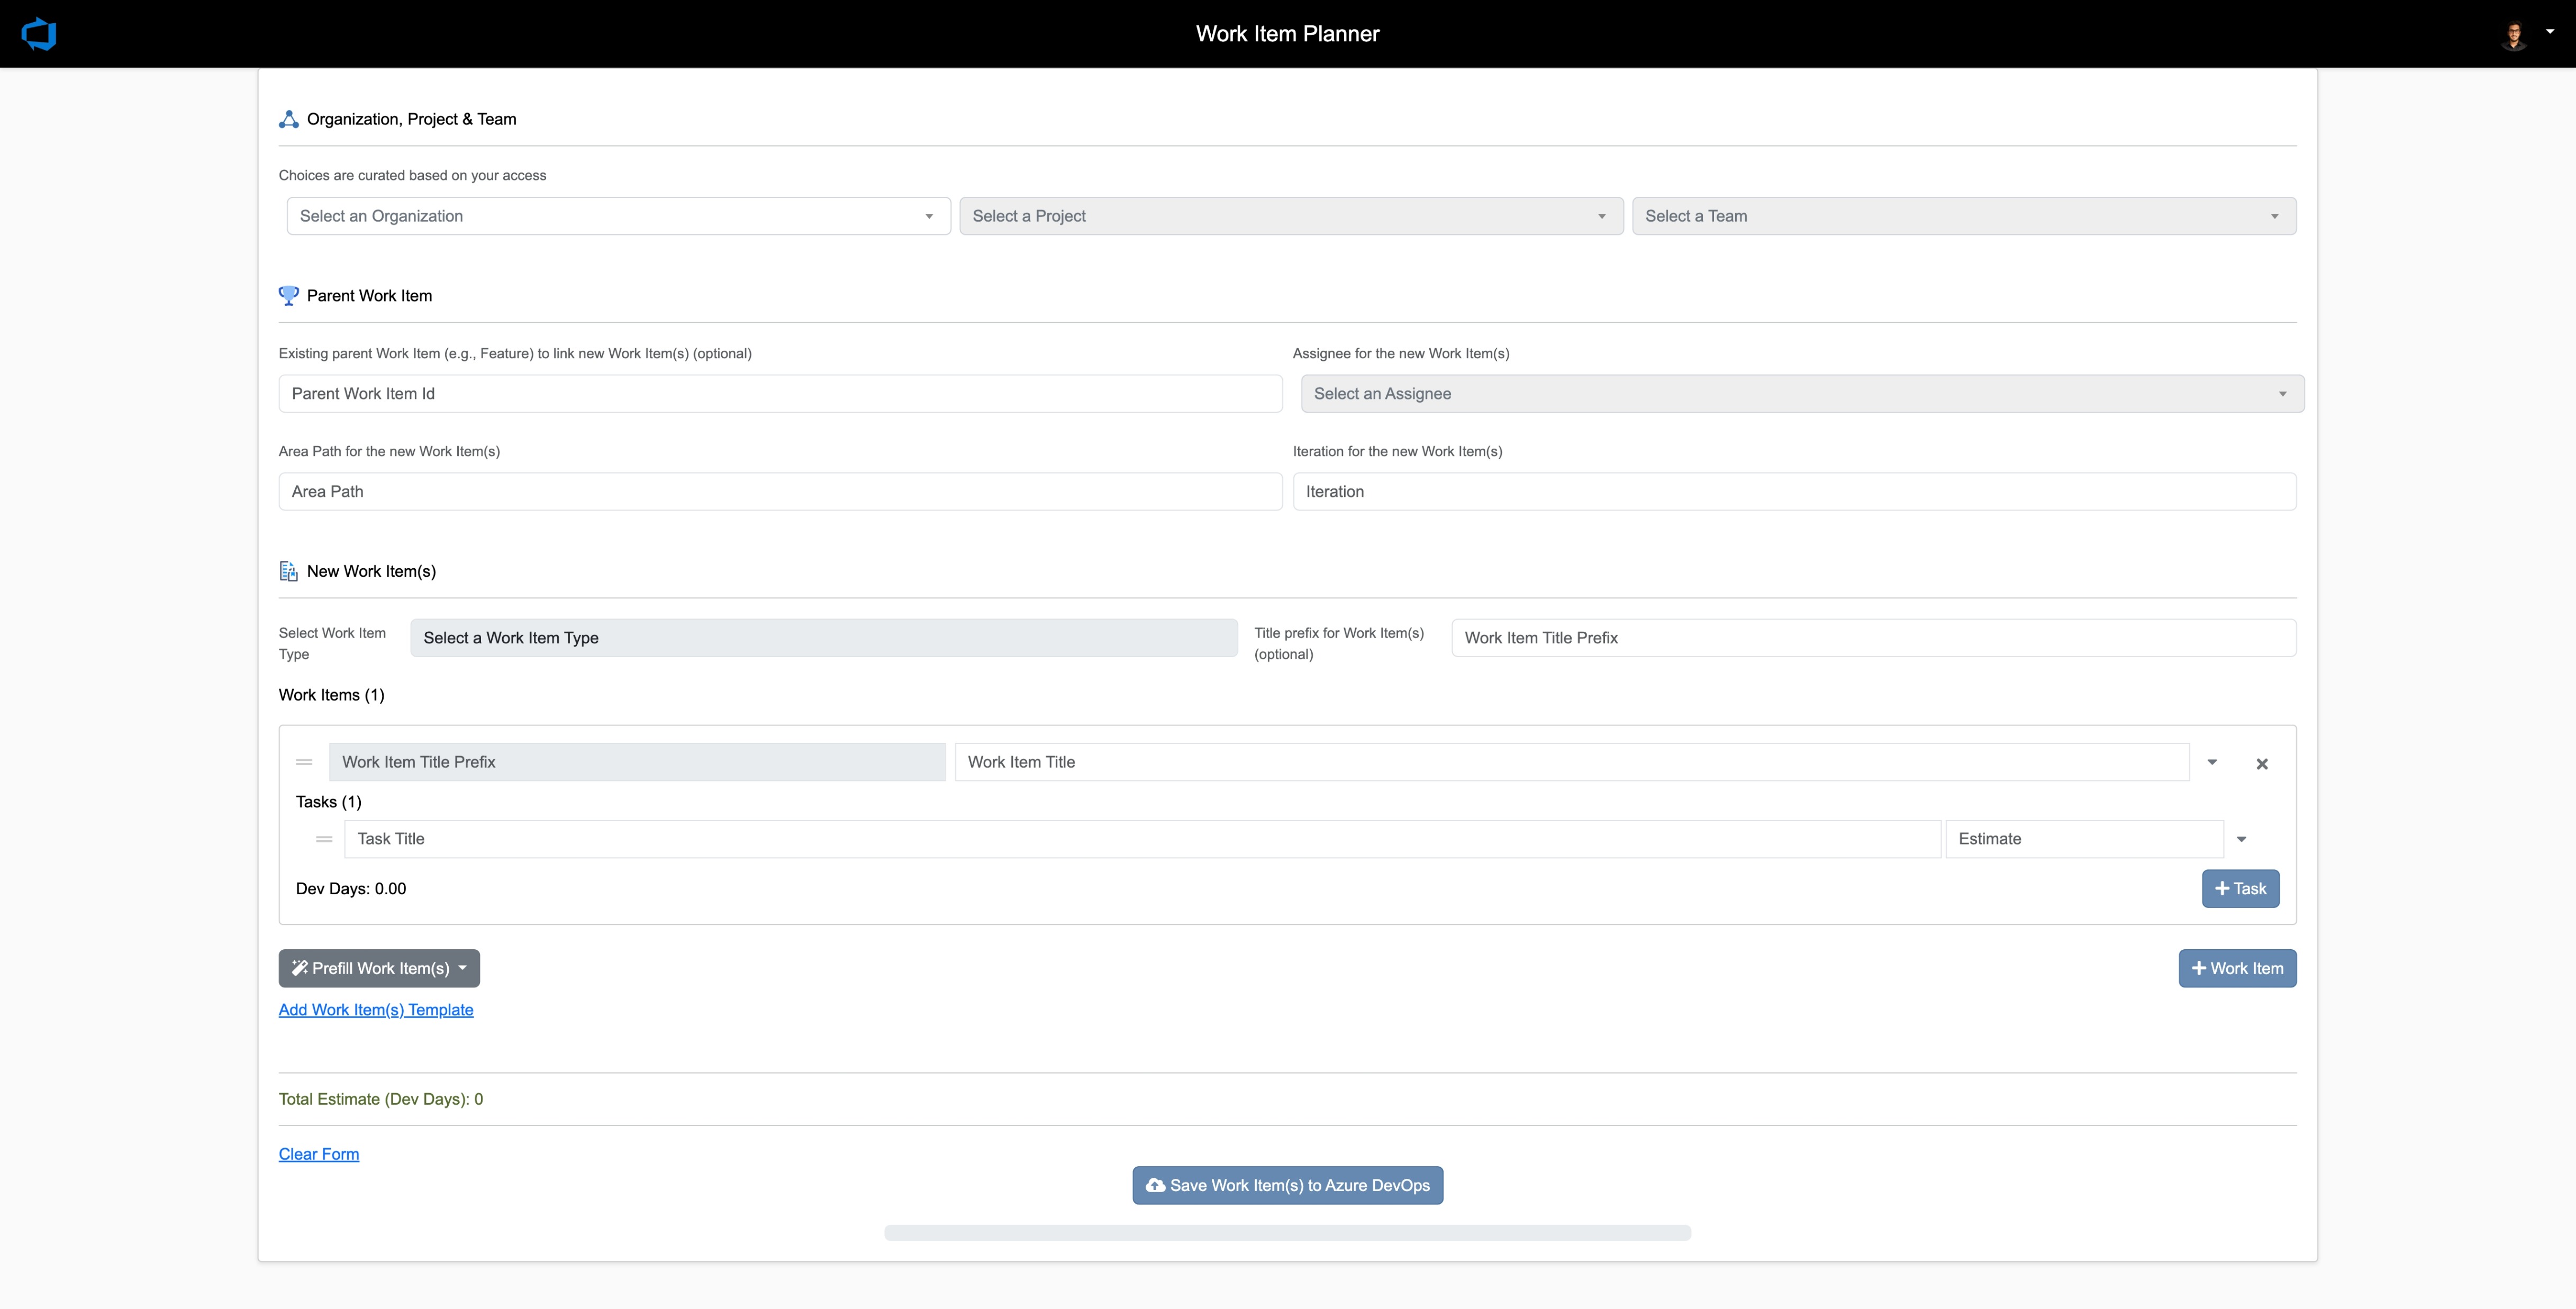 Work Item Planner
Organization, Project & Team
Choices are curated based on your access
Select an Organization
Select a Project
Select a Team
Parent Work Item
Existing parent Work Item (e.g., Feature) to link new Work Item(s) (optional)
Assignee for the new Work Item(s)
Parent Work Item Id
Select an Assignee
Area Path for the new Work Item(s)
Iteration for the new Work Item(s)
Area Path
Iteration
New Work Item(s)
Select Work Item
Type
Select a Work Item Type
Title prefix for Work Item(s)
(optional)
Work Item Title Prefix
Work Items (1)
Work Item Title Prefix
Work Item Title
Tasks (1)
Task Title
Estimate
Dev Days: 0.00
Task
Prefill Work Item(s)
Work Item
Add Work Item(s) Template
Total Estimate (Dev Days): 0
Clear Form
Save Work Item(s) to Azure DevOps